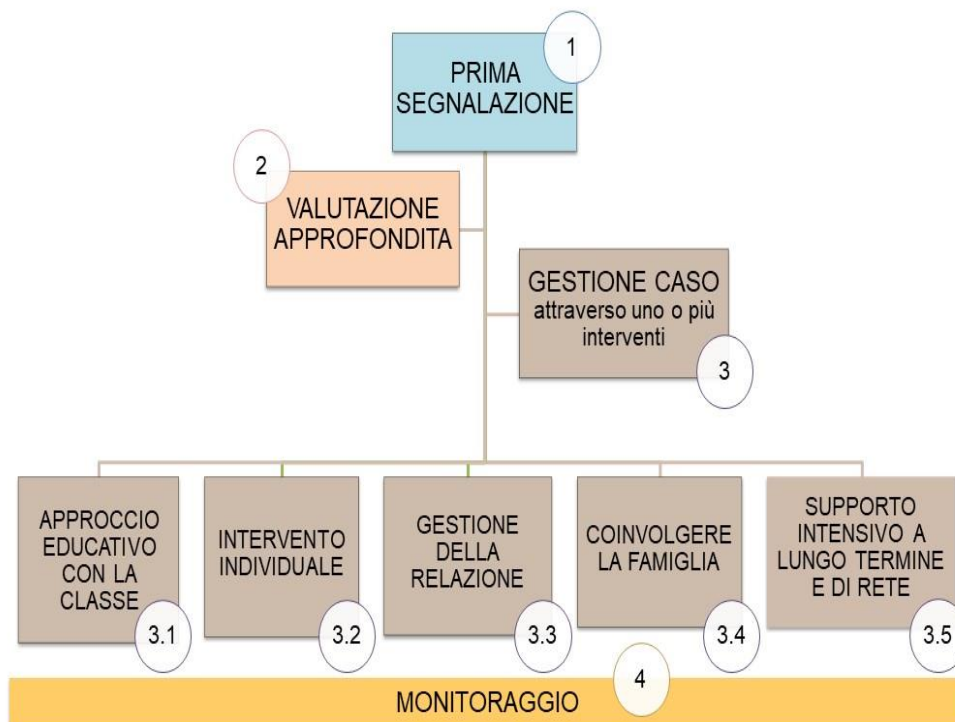 1
PRIMA
SEGNALAZIONE
2
VALUTAZIONE
APPROFONDITA
GESTIONE CASO
attraverso uno o più
interventi
3
APPROCCIO
EDUCATIVO
CON LA
CLASSE
3.1
INTERVENTO
INDIVIDUALE
3.2
GESTIONE
DELLA
RELAZIONE
3.3
COINVOLGERE
LA FAMIGLIA
3.4
SUPPORTO
INTENSIVO A
LUNGO TERMINE
E DI RETE
3.5
4
MONITORAGGIO